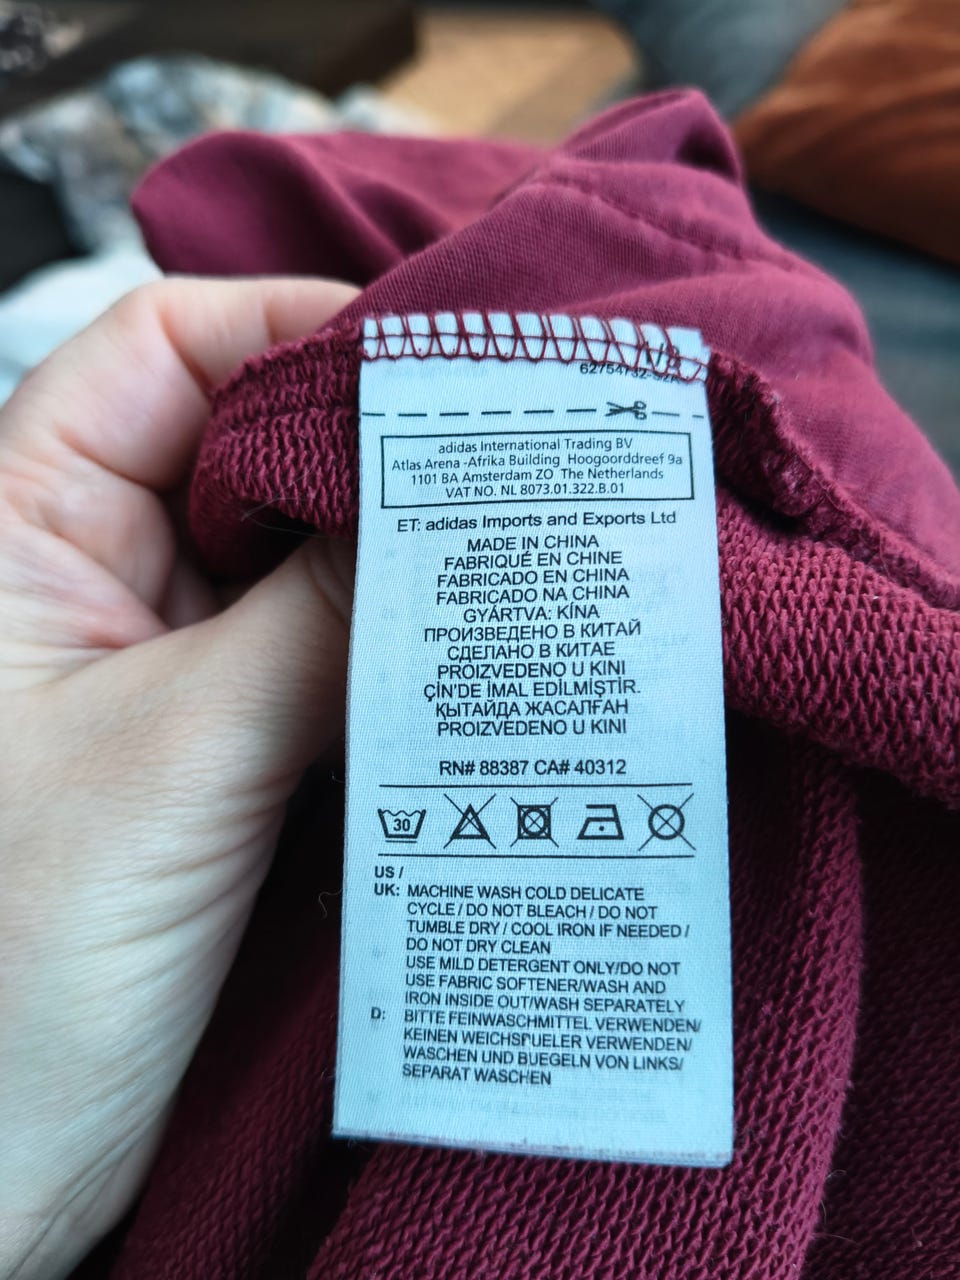 adidas International Trading BV
Atlas Arena -Afrika Building Hoogoorddreef 9a
1101 BA Amsterdam ZO The Netherlands
VAT NO. NL 8073.01.322.B.01
ET: adidas Imports and Exports Ltd
MADE IN CHINA
FABRIQUÉ EN CHINE
FABRICADO EN CHINA
FABRICADO NA CHINA
GYÁRTVA: KÍNA
ПРОИЗВЕДЕНО В КИТАЙ
СДЕЛАНО В КИТАЕ
PROIZVEDENO U KINI
ÇİN'DE İMAL EDİLMİŞTİR.
ҚЫТАЙДА ЖАСАЛҒАН
PROIZVEDENO U KINI
RN# 88387 CA# 40312
30
US /
UK: MACHINE WASH COLD DELICATE
CYCLE / DO NOT BLEACH / DO NOT
TUMBLE DRY / COOL IRON IF NEEDED /
DO NOT DRY CLEAN
USE MILD DETERGENT ONLY/DO NOT
USE FABRIC SOFTENER/WASH AND
IRON INSIDE OUT/WASH SEPARATELY
D: BITTE FEINWASCHMITTEL VERWENDEN/
KEINEN WEICHSPUELER VERWENDEN/
WASCHEN UND BUEGELN VON LINKS/
SEPARAT WASCHEN